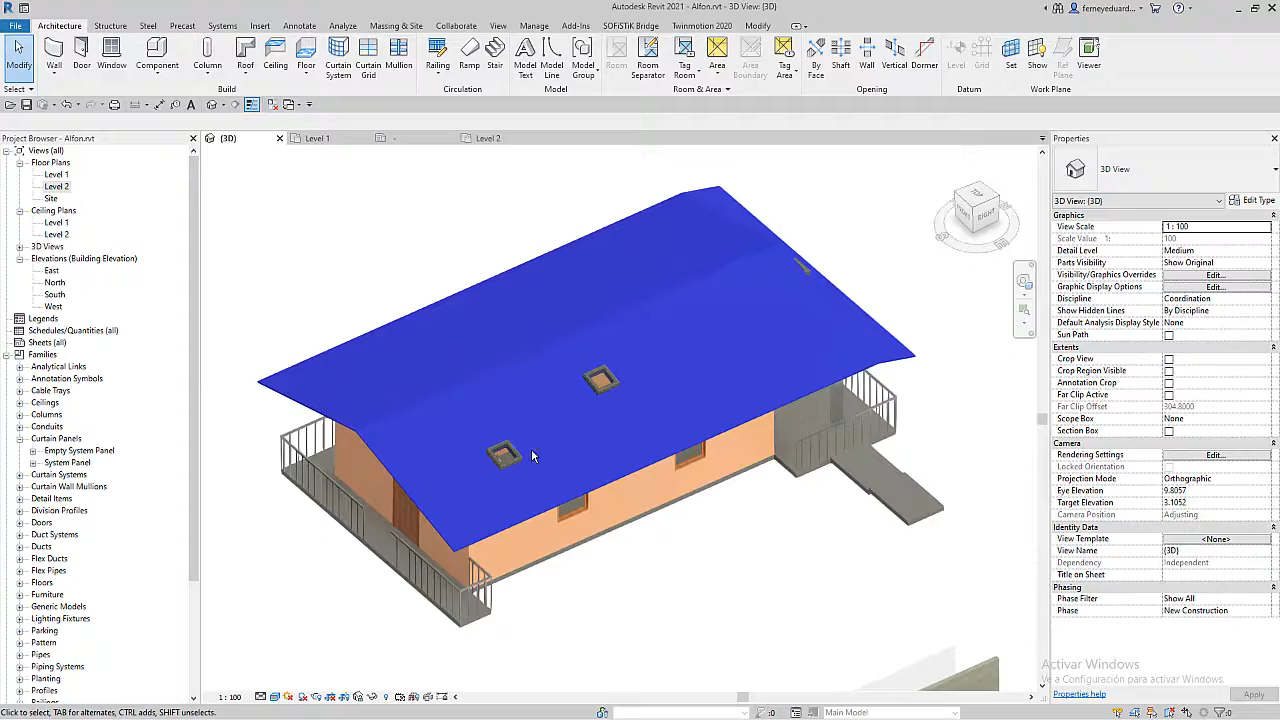 Autodesk Revit 2021 - Alfon.rvt - 3D View: {3D}
ferneyeduard...
File Architecture Structure Steel Precast Systems Insert Annotate Analyze Massing & Site Collaborate View Manage Add-Ins SOFiSTiK Bridge Twinmotion 2021 Modify
Modify Wall Door Window Component Column Roof Ceiling Floor Curtain System Curtain Grid Mullion Railing Ramp Stair Model Text Model Line Model Group Room Room Separator Tag Room Area Area Boundary Tag Area By Face Shaft Wall Vertical Dormer Level Grid Set Show Ref Plane Viewer
Select Build Circulation Model Room & Area Opening Datum Work Plane
Project Browser - Alfon.rvt
Views (all)
Floor Plans
Level 1
Level 2
Site
Ceiling Plans
Level 1
Level 2
3D Views
Elevations (Building Elevation)
East
North
South
West
Legends
Schedules/Quantities (all)
Sheets (all)
Families
Analytical Links
Annotation Symbols
Cable Trays
Ceilings
Columns
Conduits
Curtain Panels
Empty System Panel
System Panel
Curtain Systems
Curtain Wall Mullions
Detail Items
Division Profiles
Doors
Duct Systems
Ducts
Flex Ducts
Flex Pipes
Floors
Furniture
Generic Models
Lighting Fixtures
Parking
Pattern
Pipes
Piping Systems
Planting
Profiles
Railings
{3D} Level 1 - Level 2
TOP
FRONT RIGHT
1 : 100
Properties
3D View
3D View: {3D} Edit Type
Graphics
View Scale 1 : 100
Scale Value 1: 100
Detail Level Medium
Parts Visibility Show Original
Visibility/Graphics Overrides Edit...
Graphic Display Options Edit...
Discipline Coordination
Show Hidden Lines By Discipline
Default Analysis Display Style None
Sun Path
Extents
Crop View
Crop Region Visible
Annotation Crop
Far Clip Active
Far Clip Offset 304.8000
Scope Box None
Section Box
Camera
Rendering Settings Edit...
Locked Orientation
Projection Mode Orthographic
Eye Elevation 9.8057
Target Elevation 3.1052
Camera Position Adjusting
Identity Data
View Template <None>
View Name {3D}
Dependency Independent
Title on Sheet
Phasing
Phase Filter Show All
Phase New Construction
Activar Windows
Ve a Configuración para activar Windows.
Properties help Apply
Click to select, TAB for alternates, CTRL adds, SHIFT unselects. :0 Main Model :0